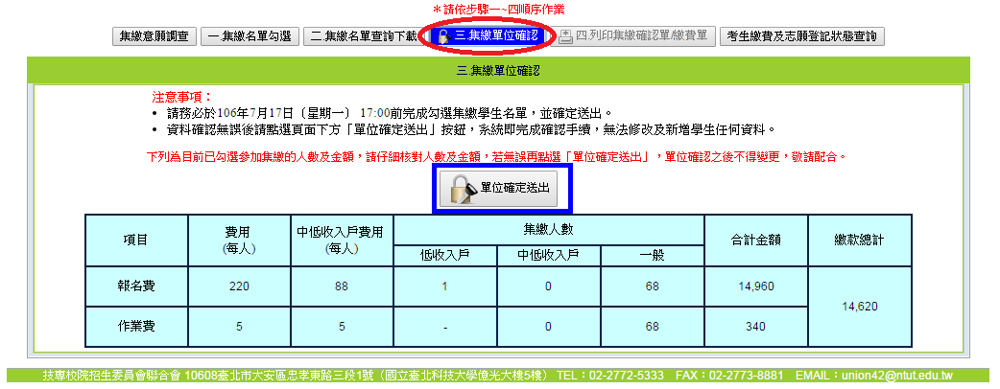 ＊請依步驟一~四順序作業
集繳意願調查 一.集繳名單勾選 二.集繳名單查詢下載 三.集繳單位確認 四.列印集繳確認單/繳費單 考生繳費及志願登記狀態查詢
三.集繳單位確認
注意事項：
• 請務必於106年7月17日〔星期一〕 17:00前完成勾選集繳學生名單，並確定送出。
• 資料確認無誤後請點選頁面下方「單位確定送出」按鈕，系統即完成確認手續，無法修改及新增學生任何資料。
下列為目前已勾選參加集繳的人數及金額，請仔細核對人數及金額，若無誤再點選「單位確定送出」，單位確認之後不得變更，敬請配合。
單位確定送出
項目 費用 (每人) 中低收入戶費用 (每人) 集繳人數 合計金額 繳款總計
低收入戶 中低收入戶 一般
報名費 220 88 1 0 68 14,960 14,620
作業費 5 5 - 0 68 340
技專校院招生委員會聯合會 10608臺北市大安區忠孝東路三段1號（國立臺北科技大學億光大樓5樓） TEL：02-2772-5333 FAX：02-2773-8881 EMAIL：union42@ntut.edu.tw